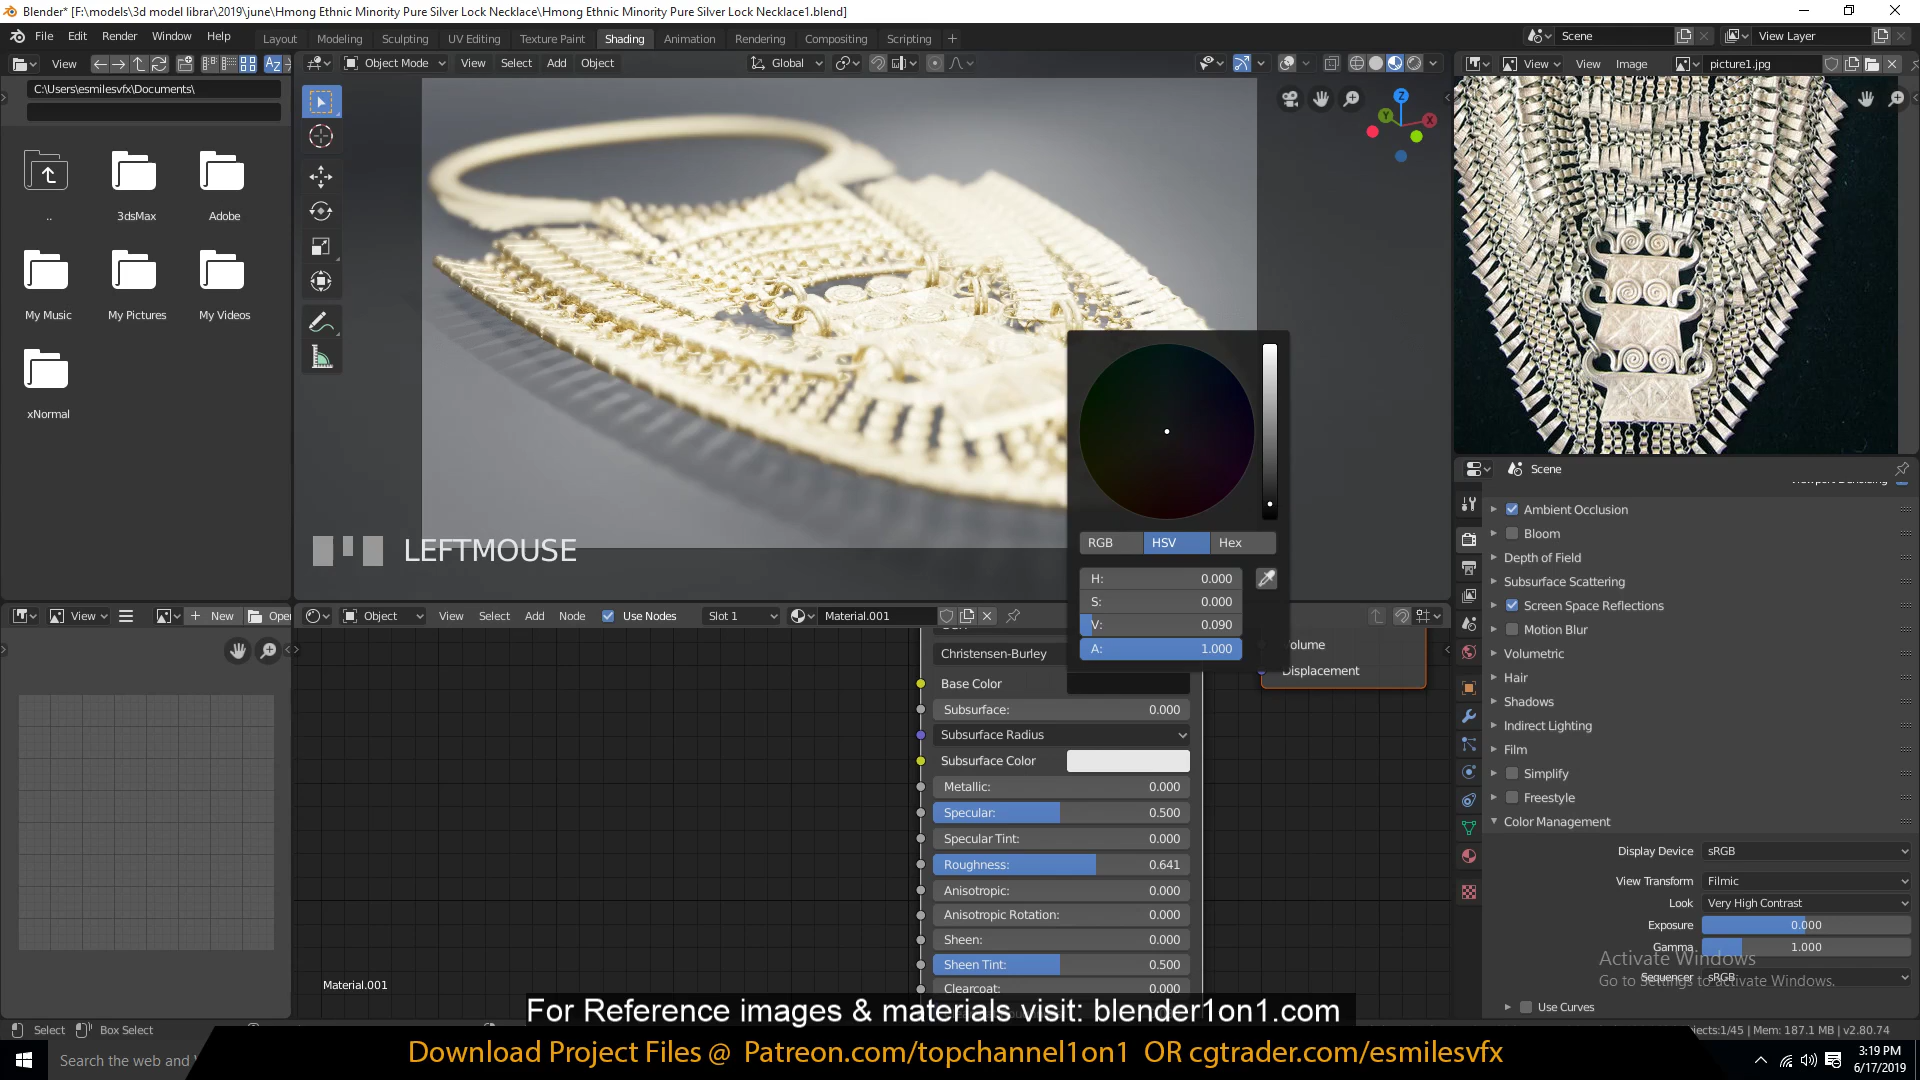 Blender* [F:\models\3d model librar\2019\june\Hmong Ethnic Minority Pure Silver Lock Necklace\Hmong Ethnic Minority Pure Silver Lock Necklace1.blend]
File Edit Render Window Help
Layout Modeling Sculpting UV Editing Texture Paint Shading Animation Rendering Compositing Scripting +
Scene
View Layer
View
Object Mode View Select Add Object
Global
View View Image picture1.jpg
C:\Users\esmilesvfx\Documents\
..
3dsMax
Adobe
My Music
My Pictures
My Videos
xNormal
LEFTMOUSE
RGB HSV Hex
H: 0.000
S: 0.000
V: 0.090
A: 1.000
Scene
Viewport Denoising
Ambient Occlusion
Bloom
Depth of Field
Subsurface Scattering
Screen Space Reflections
Motion Blur
Volumetric
Hair
Shadows
Indirect Lighting
Film
Simplify
Freestyle
Color Management
Display Device sRGB
View Transform Filmic
Look Very High Contrast
Exposure 0.000
Gamma 1.000
Sequencer sRGB
Use Curves
Activate Windows
Go to Settings to activate Windows.
View New Open
Object View Select Add Node Use Nodes Slot 1 Material.001
Christensen-Burley
Base Color
Subsurface: 0.000
Subsurface Radius
Subsurface Color
Metallic: 0.000
Specular: 0.500
Specular Tint: 0.000
Roughness: 0.641
Anisotropic: 0.000
Anisotropic Rotation: 0.000
Sheen: 0.000
Sheen Tint: 0.500
Clearcoat: 0.000
olume
Displacement
Material.001
Select Box Select
jects:1/45 | Mem: 187.1 MB | v2.80.74
For Reference images & materials visit: blender1on1.com
Download Project Files @ Patreon.com/topchannel1on1 OR cgtrader.com/esmilesvfx
Search the web and
3:19 PM
6/17/2019